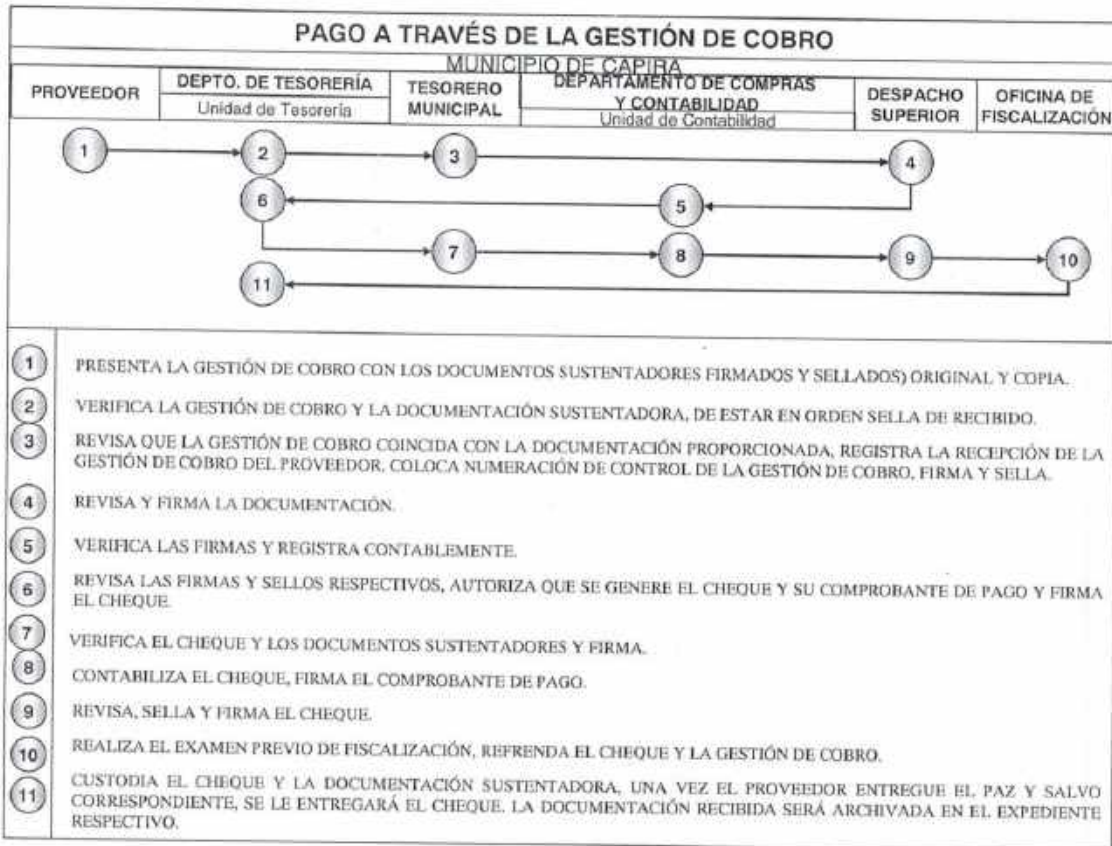 PAGO A TRAVÉS DE LA GESTIÓN DE COBRO
MUNICIPIO DE CAPIRA
PROVEEDOR
DEPTO. DE TESORERÍA
Unidad de Tesorería
TESORERO
MUNICIPAL
DEPARTAMENTO DE COMPRAS
Y CONTABILIDAD
Unidad de Contabilidad
DESPACHO
SUPERIOR
OFICINA DE
FISCALIZACIÓN
1
2
3
4
6
5
7
8
9
10
11
1 PRESENTA LA GESTIÓN DE COBRO CON LOS DOCUMENTOS SUSTENTADORES FIRMADOS Y SELLADOS) ORIGINAL Y COPIA.
2 VERIFICA LA GESTIÓN DE COBRO Y LA DOCUMENTACIÓN SUSTENTADORA, DE ESTAR EN ORDEN SELLA DE RECIBIDO.
3 REVISA QUE LA GESTIÓN DE COBRO COINCIDA CON LA DOCUMENTACIÓN PROPORCIONADA, REGISTRA LA RECEPCIÓN DE LA
GESTIÓN DE COBRO DEL PROVEEDOR, COLOCA NUMERACIÓN DE CONTROL DE LA GESTIÓN DE COBRO, FIRMA Y SELLA.
4 REVISA Y FIRMA LA DOCUMENTACIÓN.
5 VERIFICA LAS FIRMAS Y REGISTRA CONTABLEMENTE.
6 REVISA LAS FIRMAS Y SELLOS RESPECTIVOS, AUTORIZA QUE SE GENERE EL CHEQUE Y SU COMPROBANTE DE PAGO Y FIRMA
EL CHEQUE.
7 VERIFICA EL CHEQUE Y LOS DOCUMENTOS SUSTENTADORES Y FIRMA.
8 CONTABILIZA EL CHEQUE, FIRMA EL COMPROBANTE DE PAGO.
9 REVISA, SELLA Y FIRMA EL CHEQUE.
10 REALIZA EL EXAMEN PREVIO DE FISCALIZACIÓN, REFRENDA EL CHEQUE Y LA GESTIÓN DE COBRO.
11 CUSTODIA EL CHEQUE Y LA DOCUMENTACIÓN SUSTENTADORA, UNA VEZ EL PROVEEDOR ENTREGUE EL PAZ Y SALVO
CORRESPONDIENTE, SE LE ENTREGARÁ EL CHEQUE. LA DOCUMENTACIÓN RECIBIDA SERÁ ARCHIVADA EN EL EXPEDIENTE
RESPECTIVO.